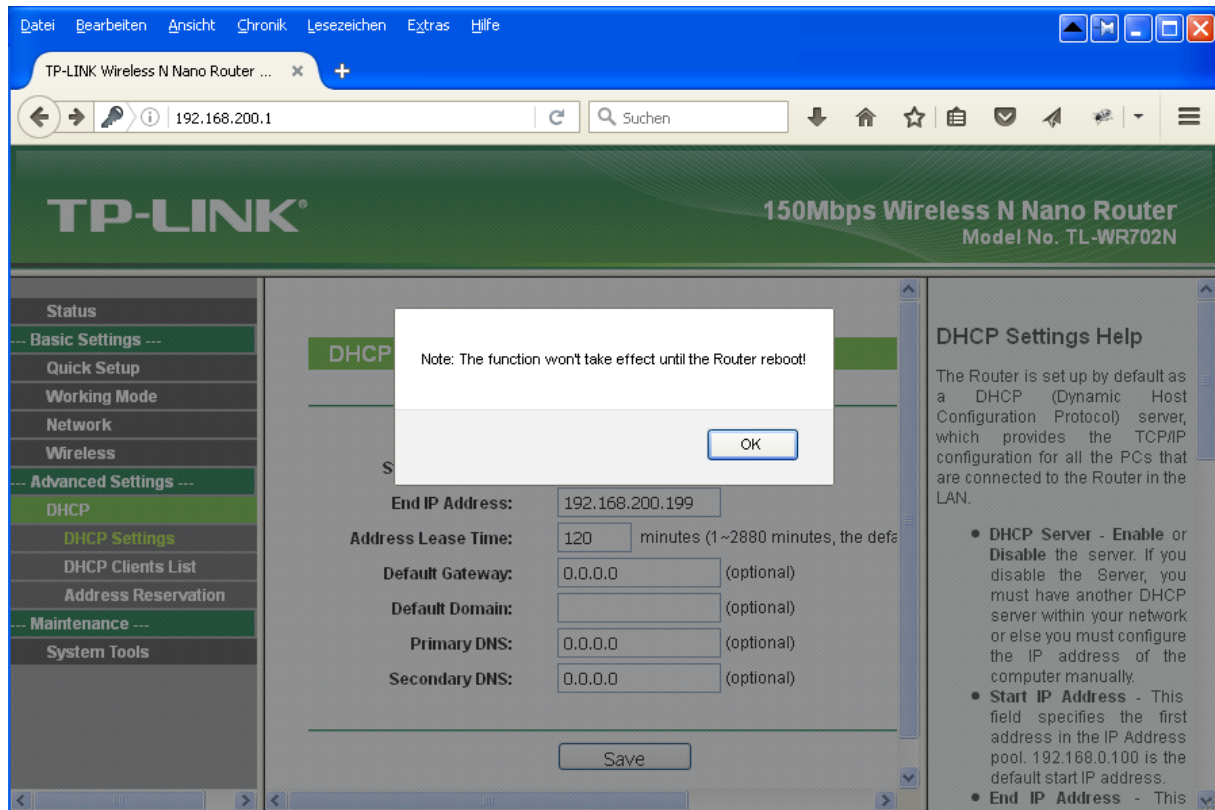 Datei Bearbeiten Ansicht Chronik Lesezeichen Extras Hilfe
TP-LINK Wireless N Nano Router ...
192.168.200.1
Suchen
TP-LINK®
150Mbps Wireless N Nano Router
Model No. TL-WR702N
Status
--- Basic Settings ---
Quick Setup
Working Mode
Network
Wireless
--- Advanced Settings ---
DHCP
DHCP Settings
DHCP Clients List
Address Reservation
--- Maintenance ---
System Tools
DHCP
Note: The function won't take effect until the Router reboot!
OK
End IP Address: 192.168.200.199
Address Lease Time: 120 minutes (1~2880 minutes, the defa
Default Gateway: 0.0.0.0 (optional)
Default Domain: (optional)
Primary DNS: 0.0.0.0 (optional)
Secondary DNS: 0.0.0.0 (optional)
Save
DHCP Settings Help
The Router is set up by default as
a DHCP (Dynamic Host
Configuration Protocol) server,
which provides the TCP/IP
configuration for all the PCs that
are connected to the Router in the
LAN.
• DHCP Server - Enable or
Disable the server. If you
disable the Server, you
must have another DHCP
server within your network
or else you must configure
the IP address of the
computer manually.
• Start IP Address - This
field specifies the first
address in the IP Address
pool. 192.168.0.100 is the
default start IP address.
• End IP Address - This